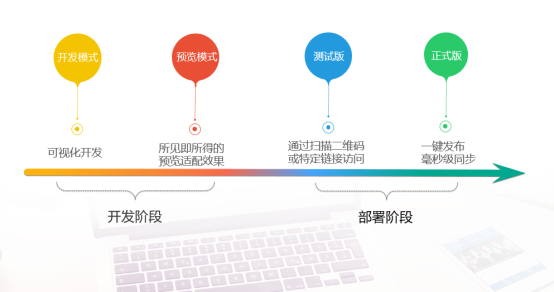 开发模式
预览模式
测试版
正式版
可视化开发
所见即所得的
预览适配效果
通过扫描二维码
或特定链接访问
一键发布
毫秒级同步
开发阶段
部署阶段